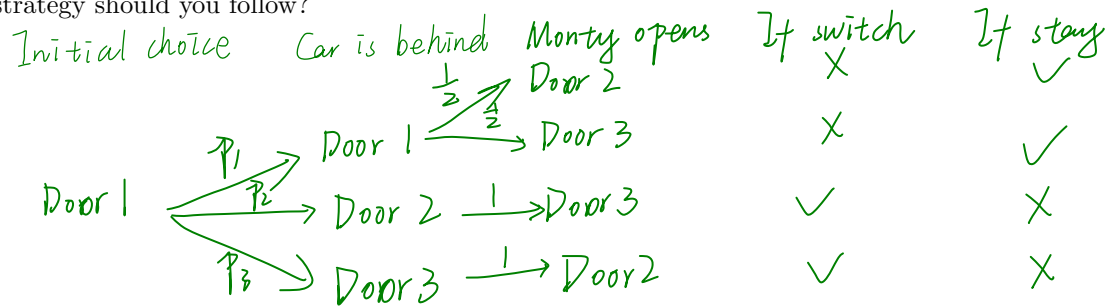 strategy should you follow?
Initial choice Car is behind Monty opens If switch If stay
1/2 Door 2 X ✓
P1 Door 1 1/2 Door 3 X ✓
Door 1 P2 Door 2 1 Door 3 ✓ X
P3 Door 3 1 Door 2 ✓ X